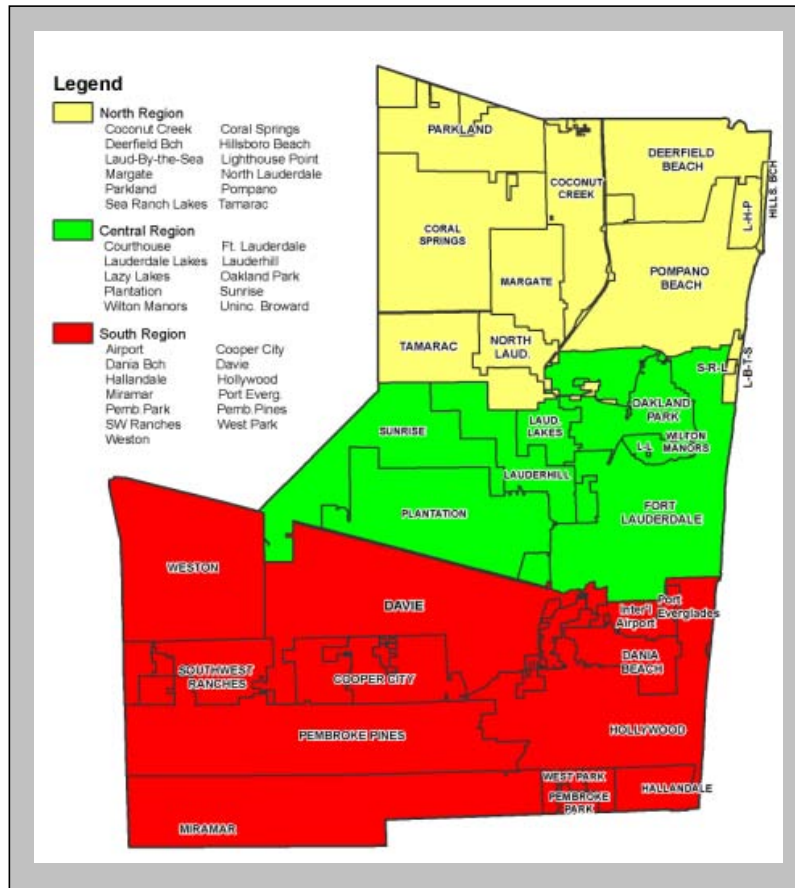 Legend
North Region
Coconut Creek Coral Springs
Deerfield Bch Hillsboro Beach
Laud-By-the-Sea Lighthouse Point
Margate North Lauderdale
Parkland Pompano
Sea Ranch Lakes Tamarac
Central Region
Courthouse Ft. Lauderdale
Lauderdale Lakes Lauderhill
Lazy Lakes Oakland Park
Plantation Sunrise
Wilton Manors Uninc. Broward
South Region
Airport Cooper City
Dania Bch Davie
Hallandale Hollywood
Miramar Port Everg.
Pemb.Park Pemb.Pines
SW Ranches West Park
Weston
PARKLAND
DEERFIELD
BEACH
COCONUT
CREEK
HILLS. BCH
L-H-P
CORAL
SPRINGS
MARGATE
POMPANO
BEACH
TAMARAC
NORTH
LAUD.
S-R-L
L-B-T-S
OAKLAND
PARK
SUNRISE
LAUD.
LAKES
L-L
WILTON
MANORS
LAUDERHILL
PLANTATION
FORT
LAUDERDALE
WESTON
DAVIE
Port
Everglades
Inter'l
Airport
DANIA
BEACH
SOUTHWEST
RANCHES
COOPER CITY
PEMBROKE PINES
HOLLYWOOD
WEST PARK
PEMBROKE
PARK
HALLANDALE
MIRAMAR